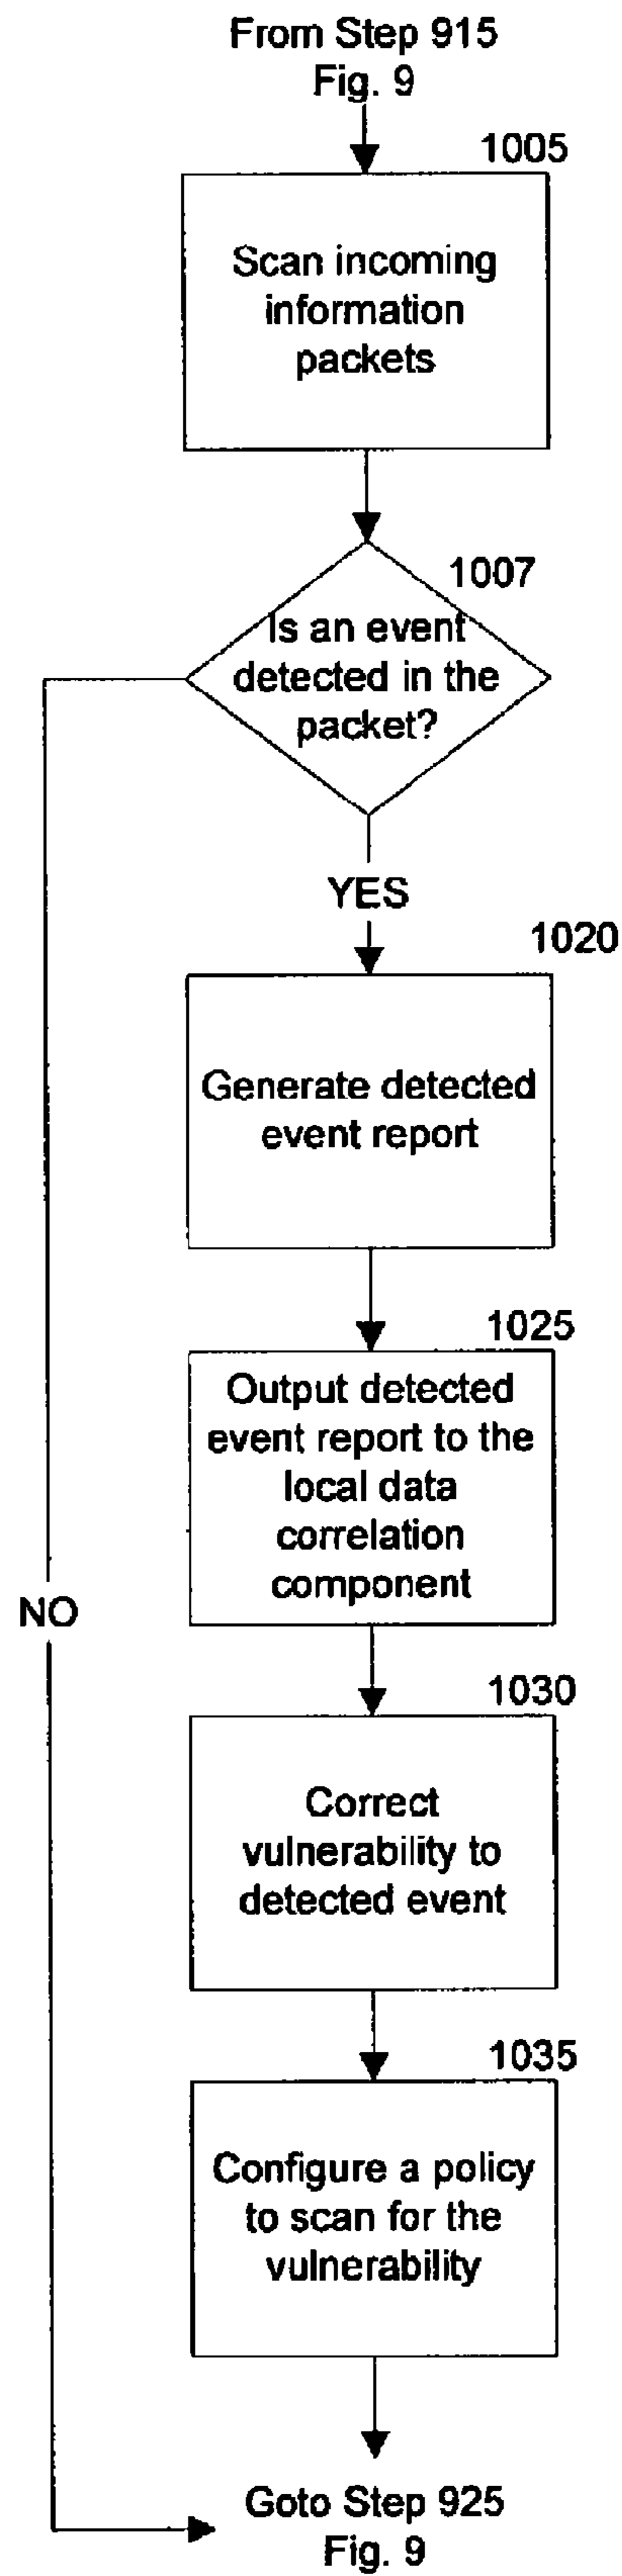 From Step 915
Fig. 9
1005
Scan incoming
information
packets
1007
Is an event
detected in the
packet?
YES
1020
Generate detected
event report
1025
Output detected
event report to the
local data
correlation
component
NO
1030
Correct
vulnerability to
detected event
1035
Configure a policy
to scan for the
vulnerability
Goto Step 925
Fig. 9